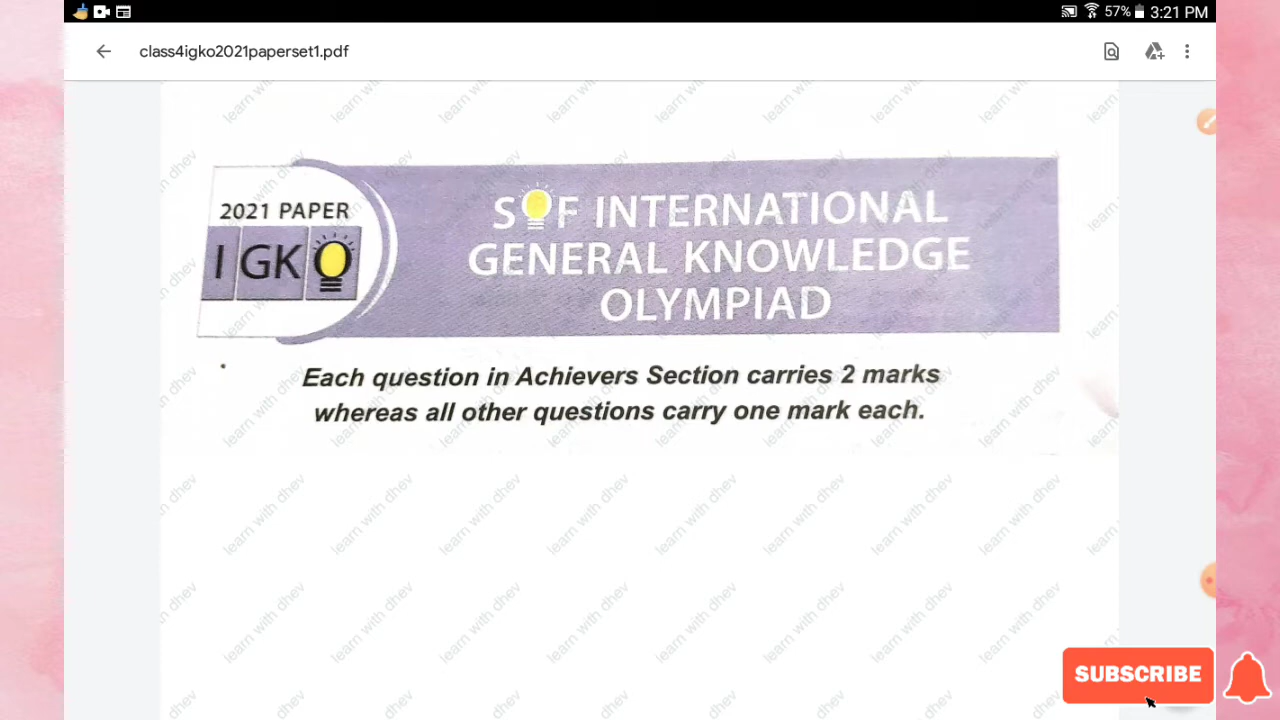 57% 3:21 PM
class4igko2021paperset1.pdf
2021 PAPER
IGKO
SOF INTERNATIONAL
GENERAL KNOWLEDGE
OLYMPIAD
Each question in Achievers Section carries 2 marks
whereas all other questions carry one mark each.
learn with dhev
SUBSCRIBE